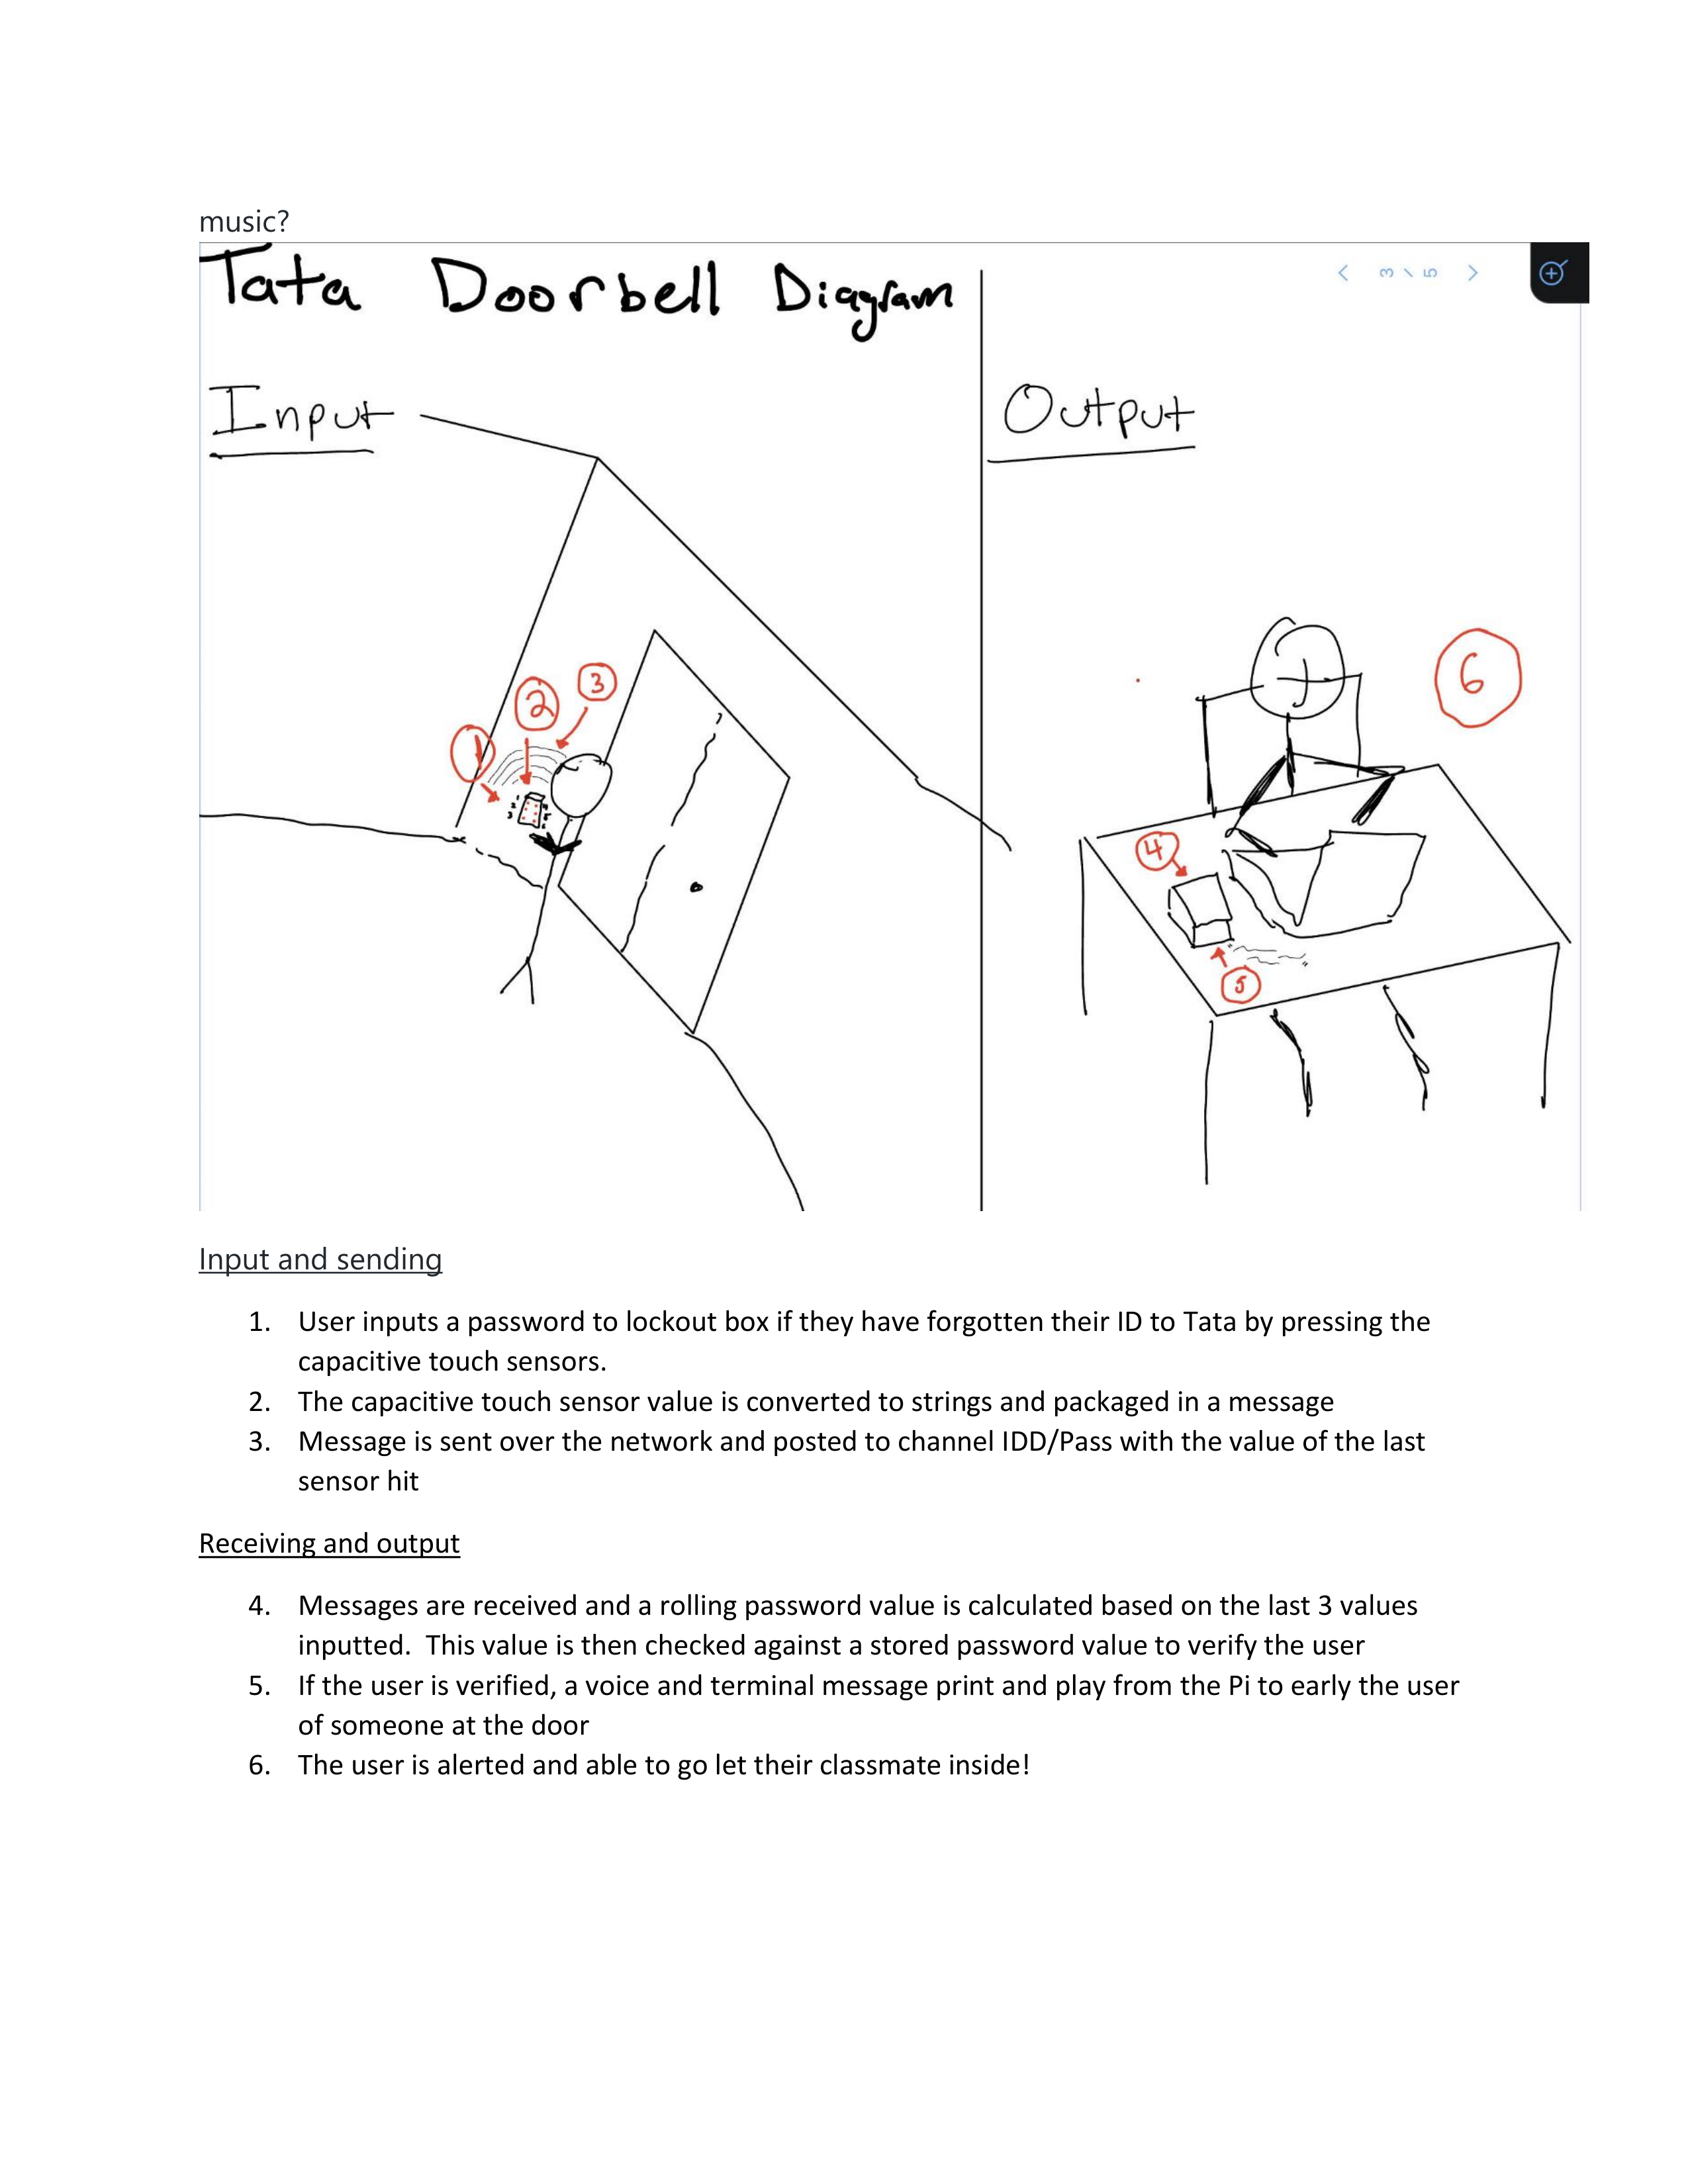 music?
Tata Doorbell Diagram
3 / 5
Input
Output
1
2
3
4
5
6
Input and sending
1. User inputs a password to lockout box if they have forgotten their ID to Tata by pressing the
capacitive touch sensors.
2. The capacitive touch sensor value is converted to strings and packaged in a message
3. Message is sent over the network and posted to channel IDD/Pass with the value of the last
sensor hit
Receiving and output
4. Messages are received and a rolling password value is calculated based on the last 3 values
inputted.  This value is then checked against a stored password value to verify the user
5. If the user is verified, a voice and terminal message print and play from the Pi to early the user
of someone at the door
6. The user is alerted and able to go let their classmate inside!